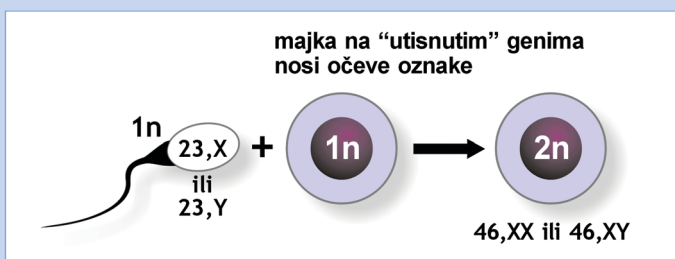 majka na “utisnutim” genima
nosi očeve oznake
1n
23,X
ili
23,Y
+
1n
2n
46,XX ili 46,XY